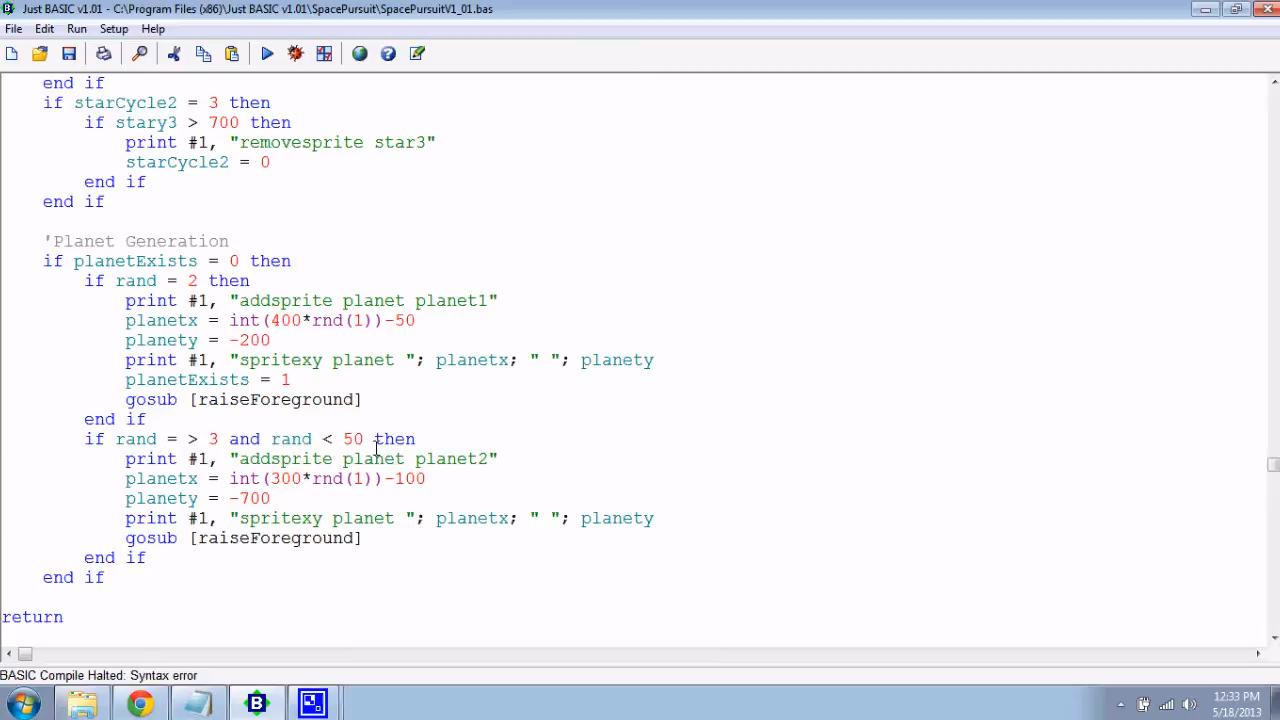 Just BASIC v1.01 - C:\Program Files (x86)\Just BASIC v1.01\SpacePursuit\SpacePursuitV1_01.bas
File Edit Run Setup Help
end if
if starCycle2 = 3 then
if stary3 > 700 then
print #1, "removesprite star3"
starCycle2 = 0
end if
end if
'Planet Generation
if planetExists = 0 then
if rand = 2 then
print #1, "addsprite planet planet1"
planetx = int(400*rnd(1))-50
planety = -200
print #1, "spritexy planet "; planetx; " "; planety
planetExists = 1
gosub [raiseForeground]
end if
if rand = > 3 and rand < 50 then
print #1, "addsprite planet planet2"
planetx = int(300*rnd(1))-100
planety = -700
print #1, "spritexy planet "; planetx; " "; planety
gosub [raiseForeground]
end if
end if
return
BASIC Compile Halted: Syntax error
B
12:33 PM
5/18/2013